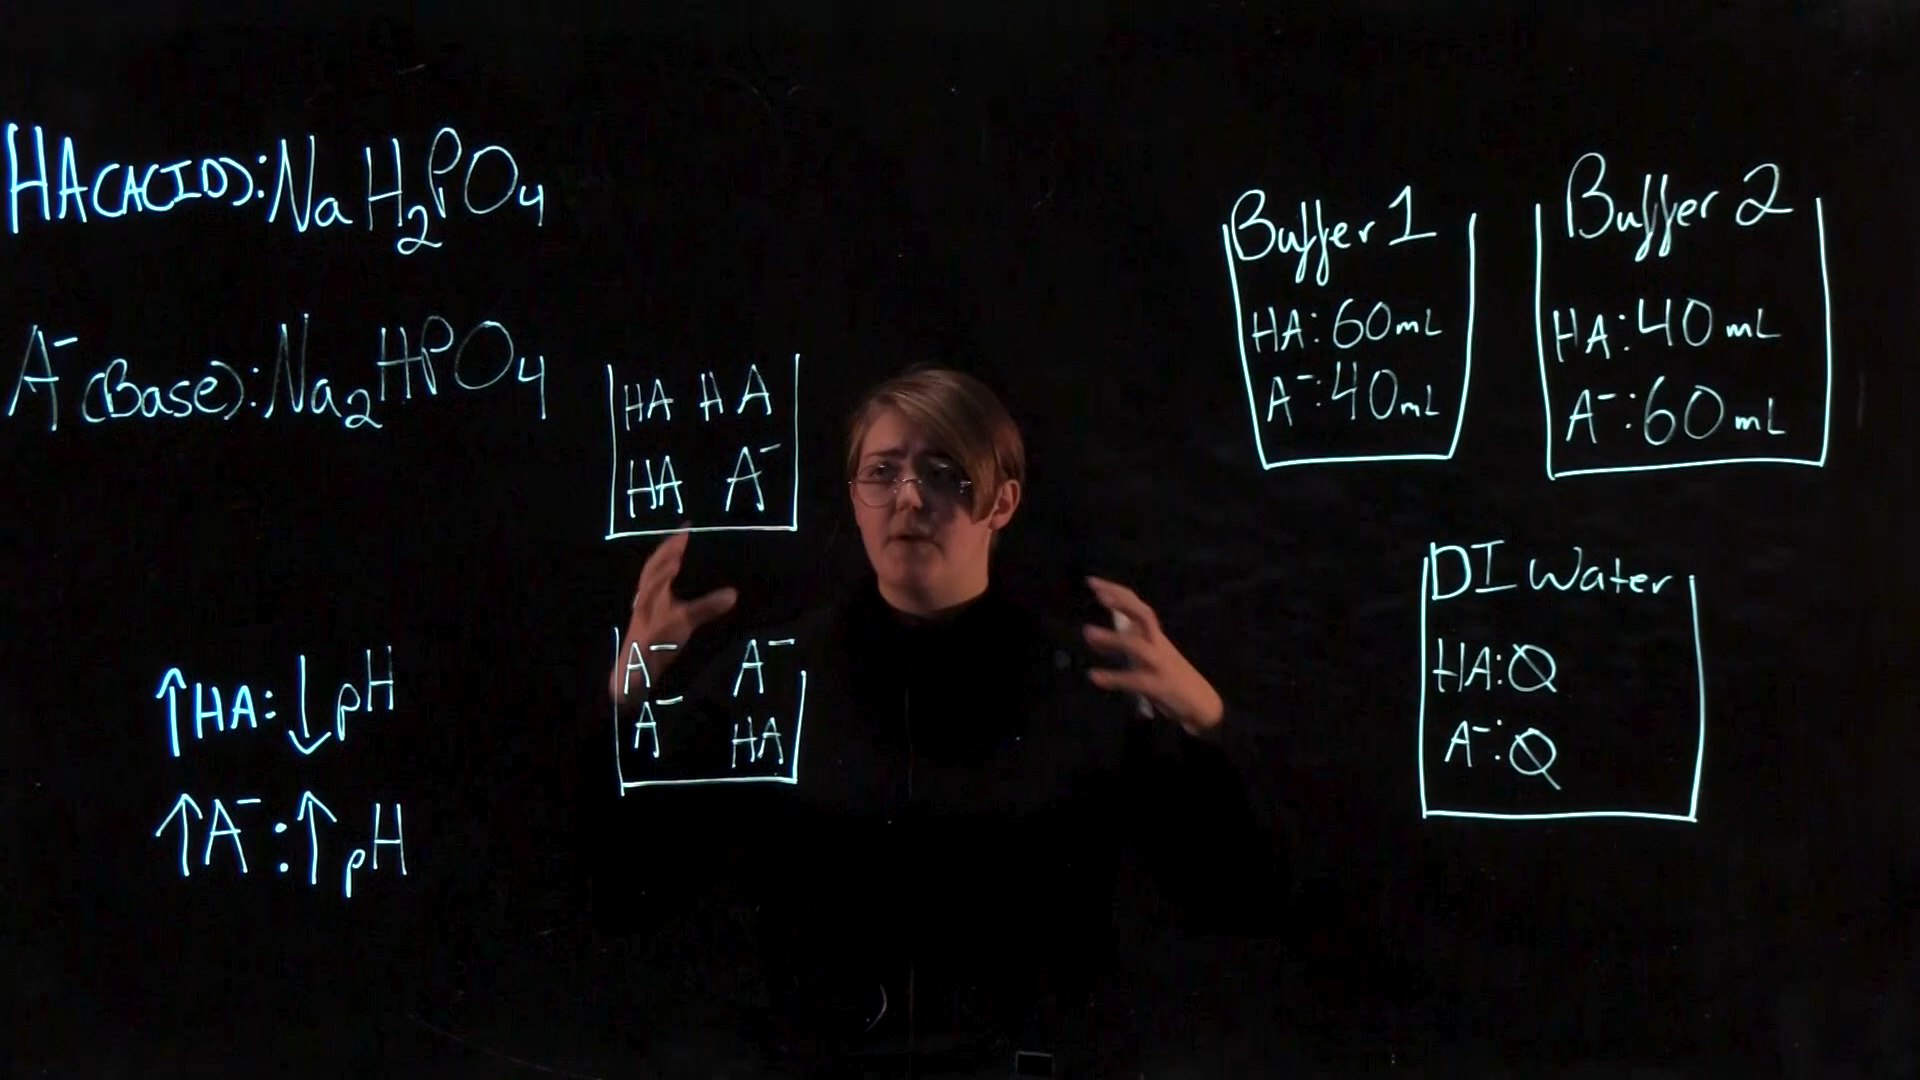 HA(ACID): NaH₂PO₄
A⁻(Base): Na₂HPO₄
↑HA: ↓pH
↑A⁻: ↑pH
HA HA
HA A⁻
A⁻ A⁻
A⁻ HA
Buffer 1
HA: 60mL
A⁻: 40mL
Buffer 2
HA: 40mL
A⁻: 60mL
DI Water
HA: Ø
A⁻: Ø